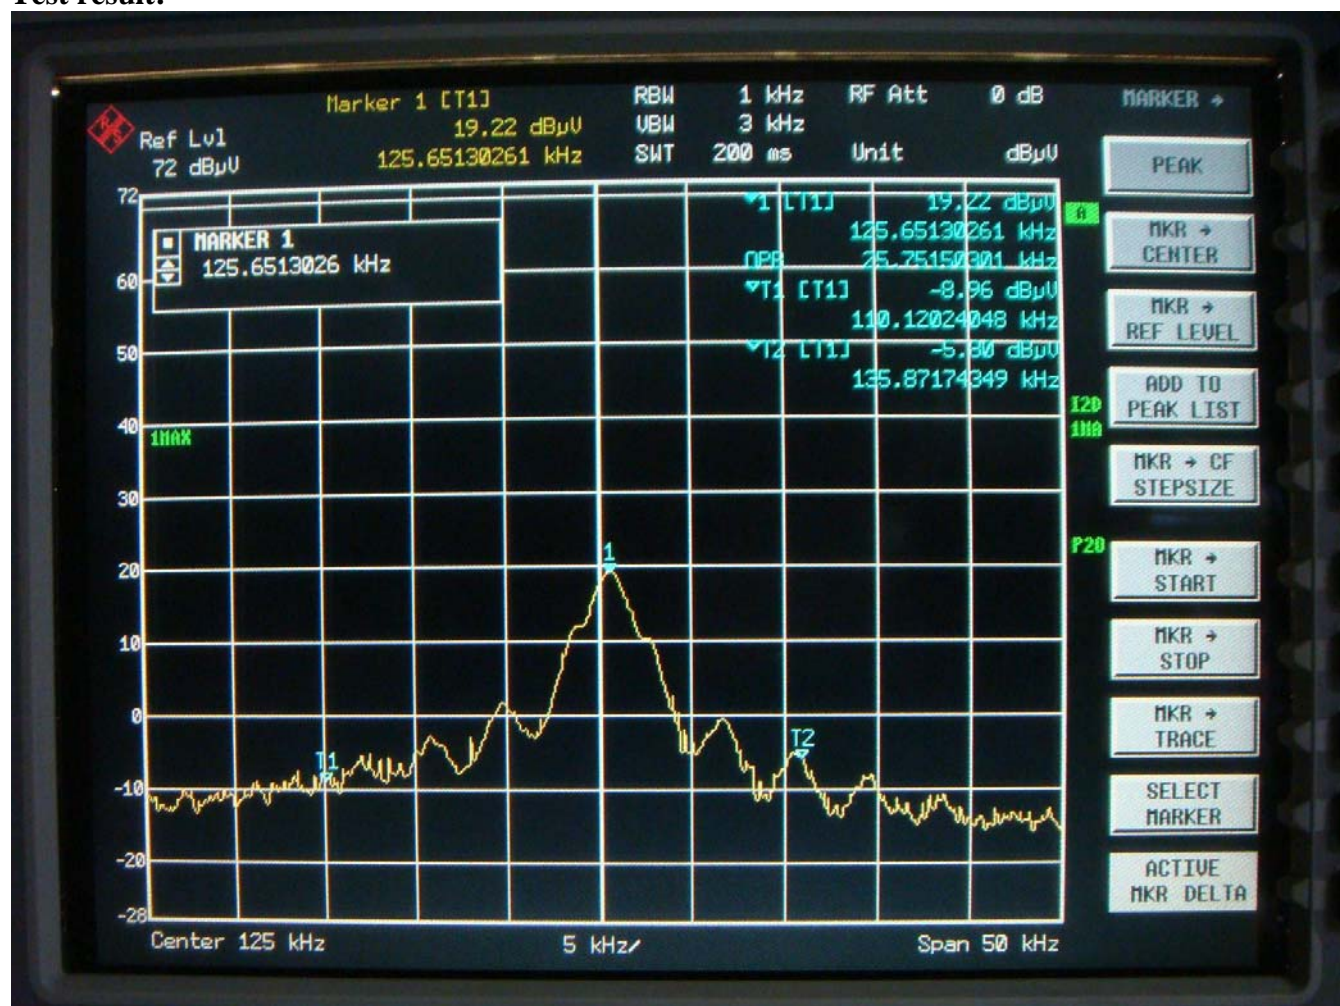 Test result:
Marker 1 [T1]
RBW 1 kHz RF Att 0 dB
MARKER →
Ref Lvl
19.22 dBµV
VBW 3 kHz
72 dBµV
125.65130261 kHz
SWT 200 ms Unit dBµV
PEAK
72
▼1 [T1] 19.22 dBµV
A
MARKER 1
125.65130261 kHz
125.6513026 kHz
OPB 25.75150301 kHz
MKR →
CENTER
60
▼T1 [T1] -8.96 dBµV
110.12024048 kHz
MKR →
REF LEVEL
50
▼T2 [T1] -5.80 dBµV
135.87174349 kHz
ADD TO
PEAK LIST
40
1MAX
I2D
1MA
30
MKR → CF
STEPSIZE
1
P20
20
MKR →
START
10
MKR →
STOP
0
T1
T2
MKR →
TRACE
-10
SELECT
MARKER
-20
ACTIVE
MKR DELTA
-28
Center 125 kHz 5 kHz/ Span 50 kHz